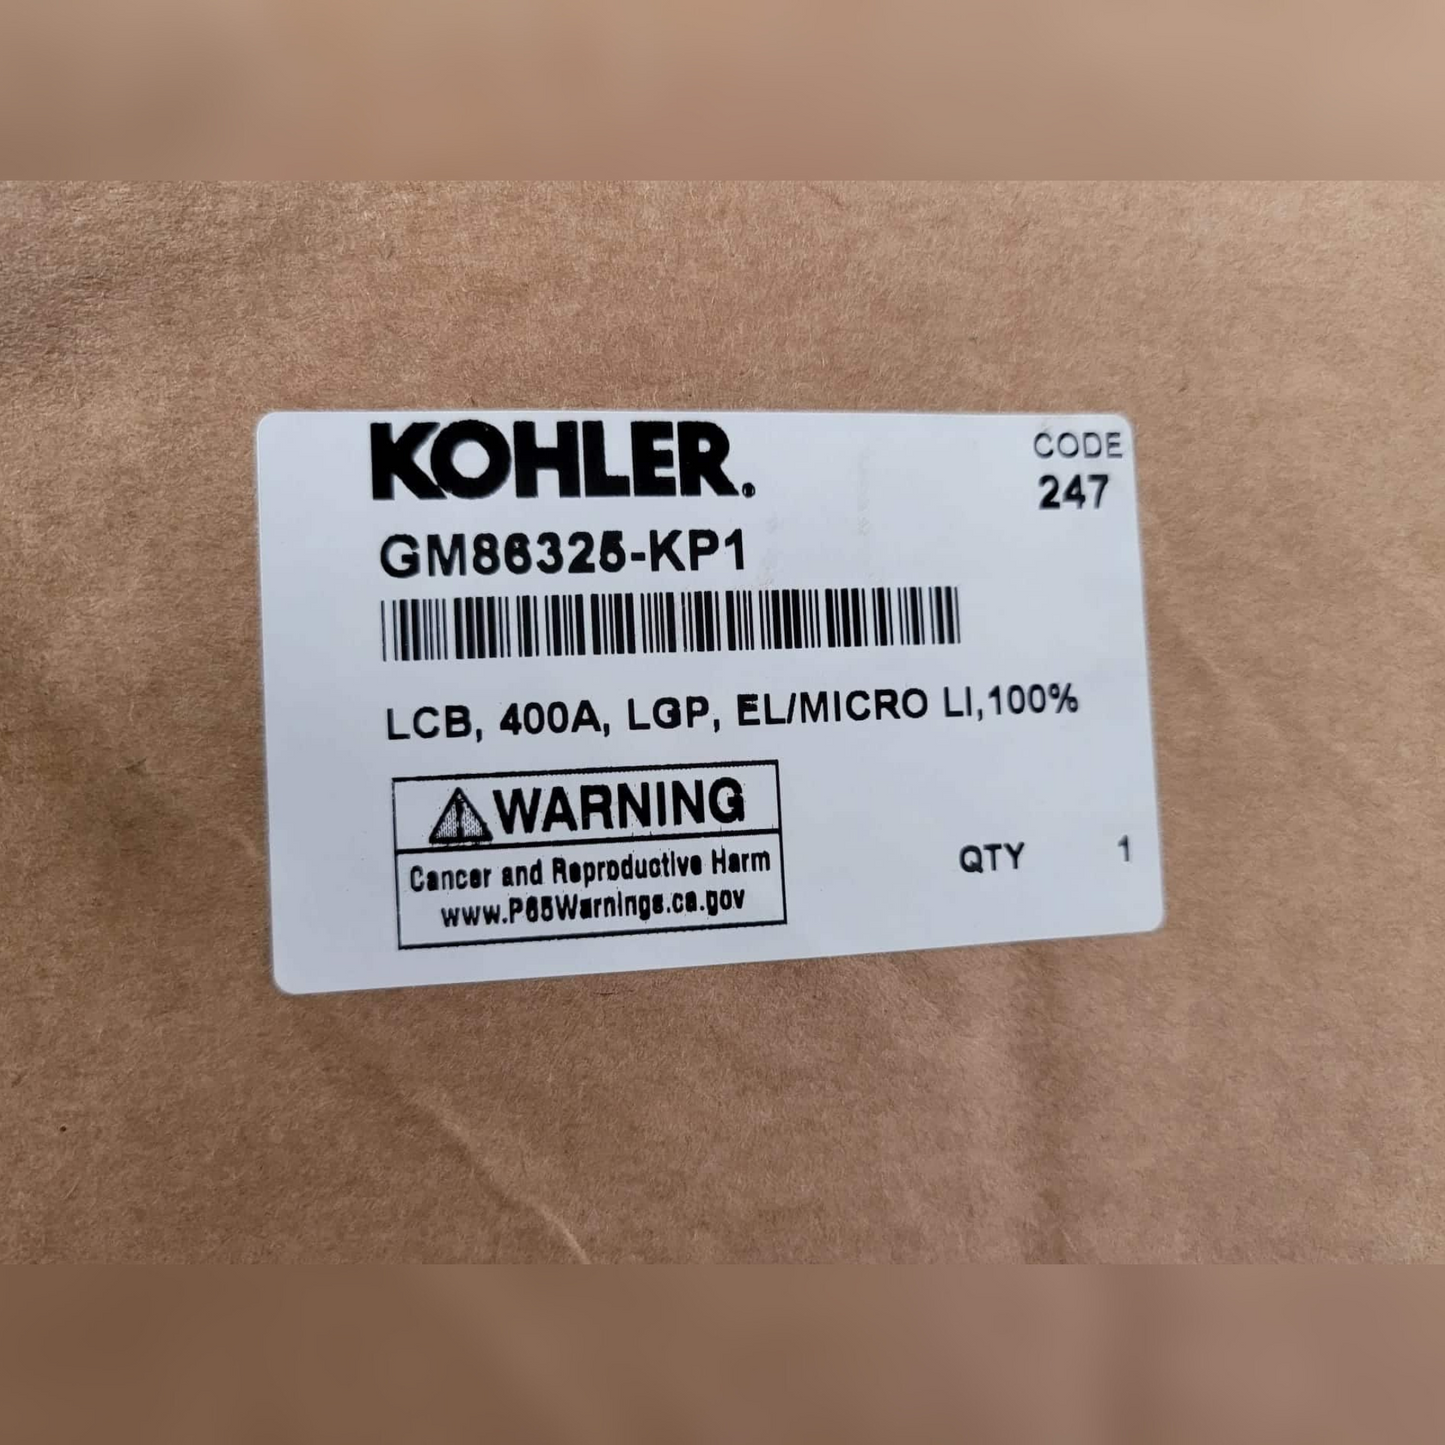 KOHLER.
CODE
247
GM86325-KP1
LCB, 400A, LGP, EL/MICRO LI,100%
WARNING
Cancer and Reproductive Harm
www.P65Warnings.ca.gov
QTY 1